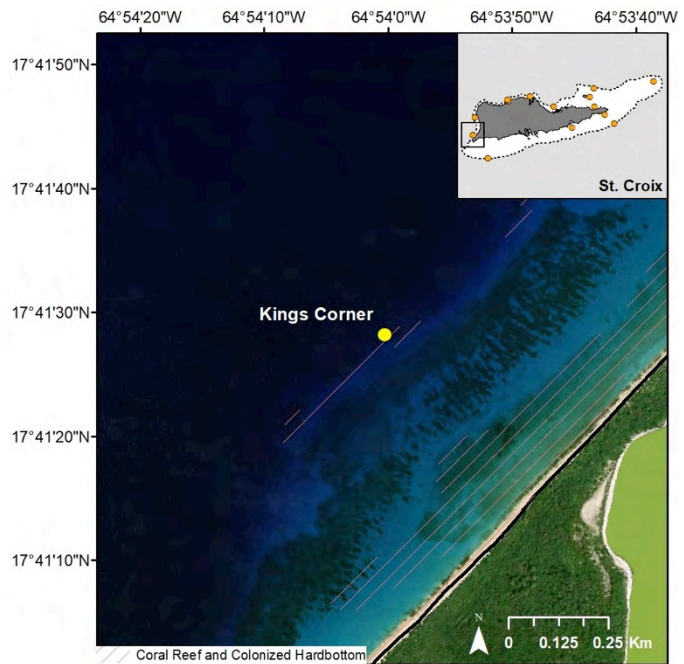 64°54'20"W 64°54'10"W 64°54'0"W 64°53'50"W 64°53'40"W
17°41'50"N
St. Croix
17°41'40"N
17°41'30"N
Kings Corner
17°41'20"N
17°41'10"N
N
0 0.125 0.25 Km
Coral Reef and Colonized Hardbottom